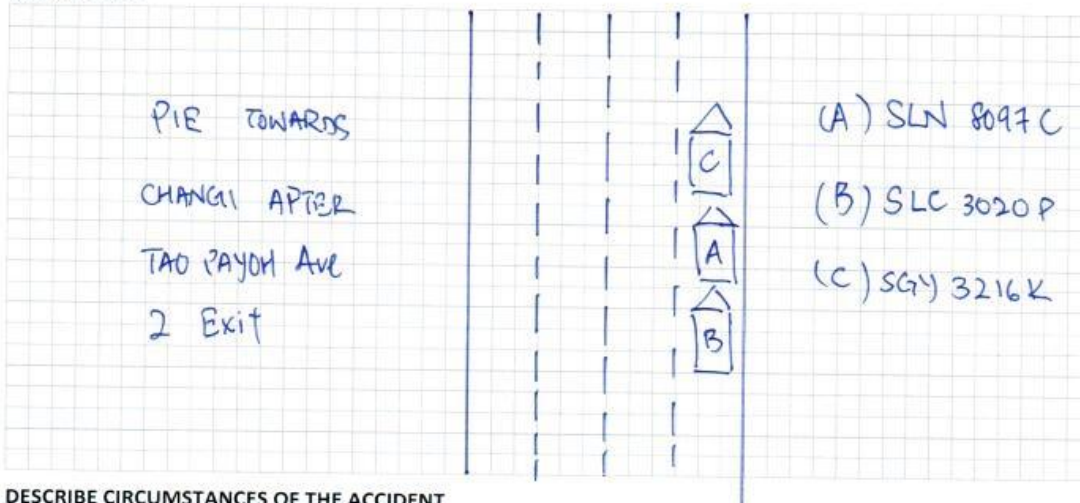 PIE TOWARDS
CHANGI APTER
TAO PAYOH Ave
2 Exit
C
A
B
(A) SLN 8097C
(B) SLC 3020P
(C) SGY 3216K
DESCRIBE CIRCUMSTANCES OF THE ACCIDENT